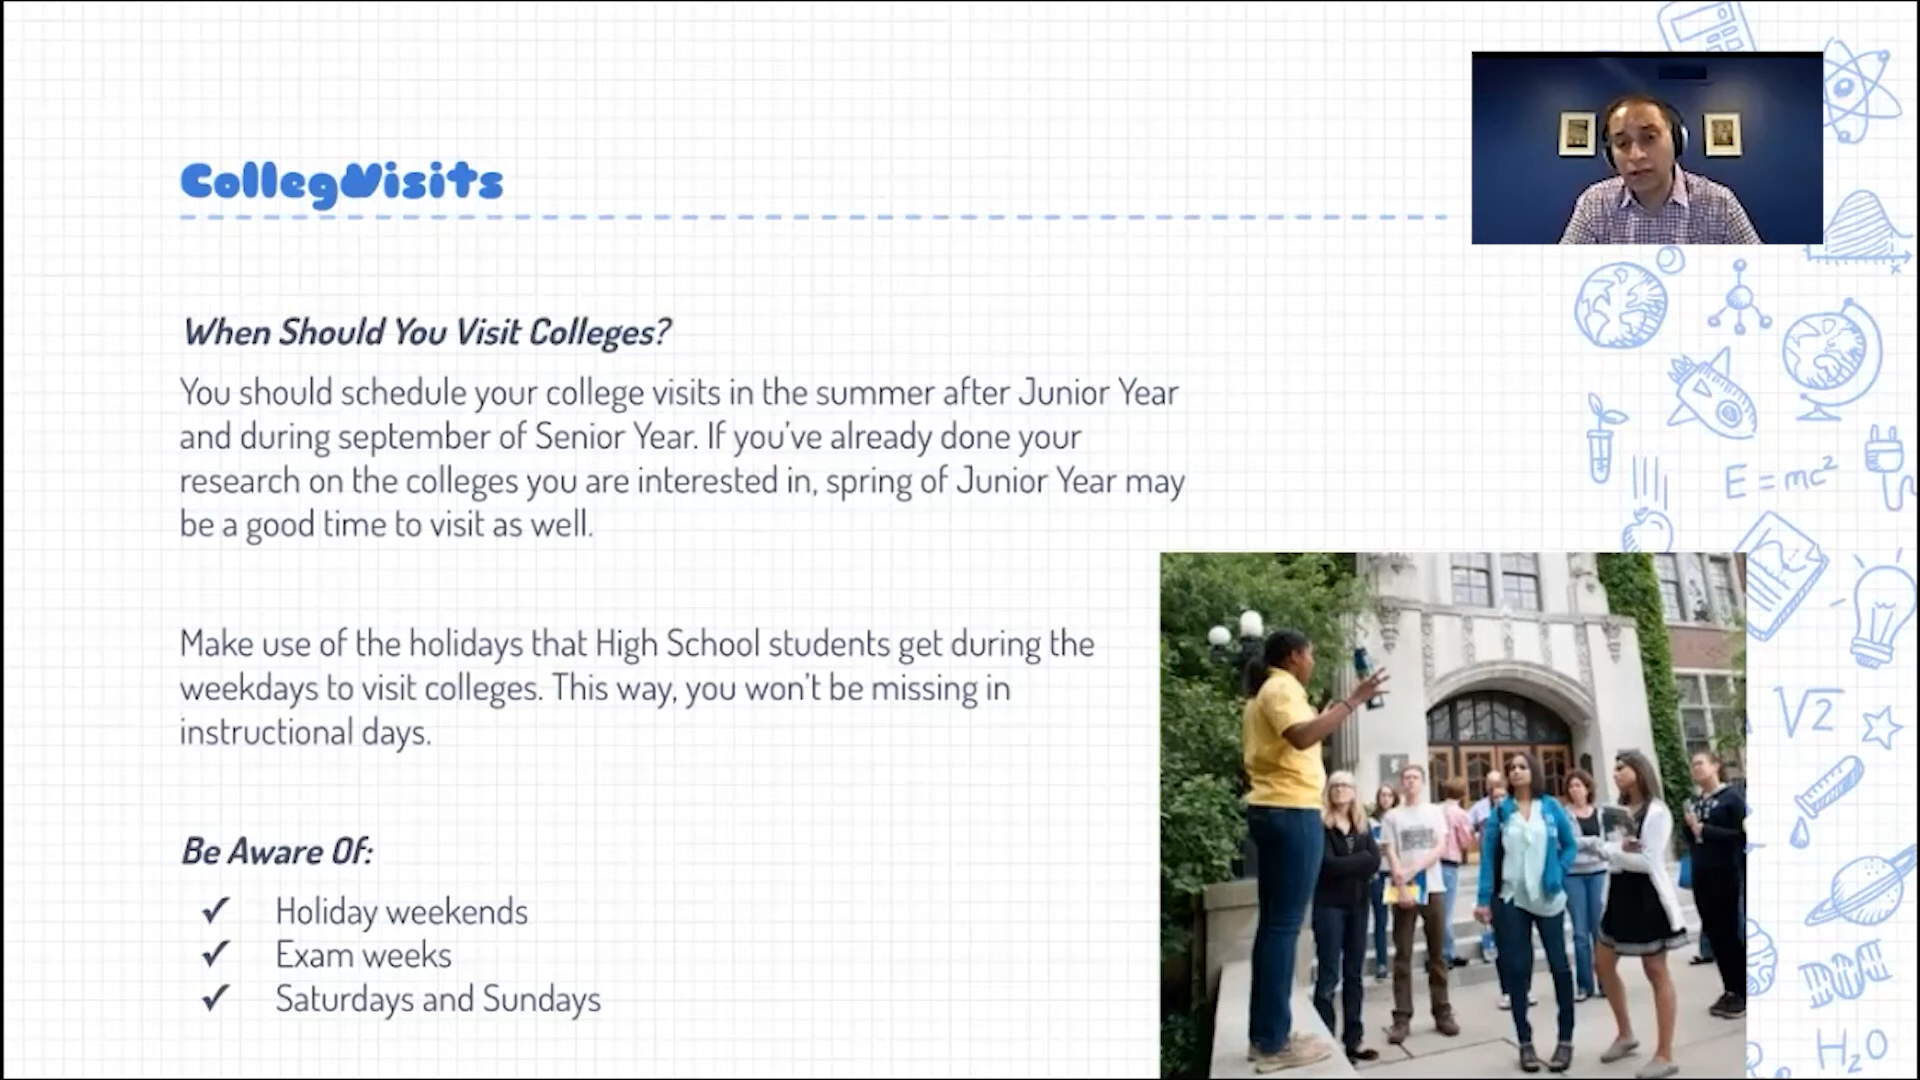 College Visits
When Should You Visit Colleges?
You should schedule your college visits in the summer after Junior Year
and during september of Senior Year. If you've already done your
research on the colleges you are interested in, spring of Junior Year may
be a good time to visit as well.
Make use of the holidays that High School students get during the
weekdays to visit colleges. This way, you won't be missing in
instructional days.
Be Aware Of:
✓ Holiday weekends
✓ Exam weeks
✓ Saturdays and Sundays
x
E=mc²
√2
H₂O